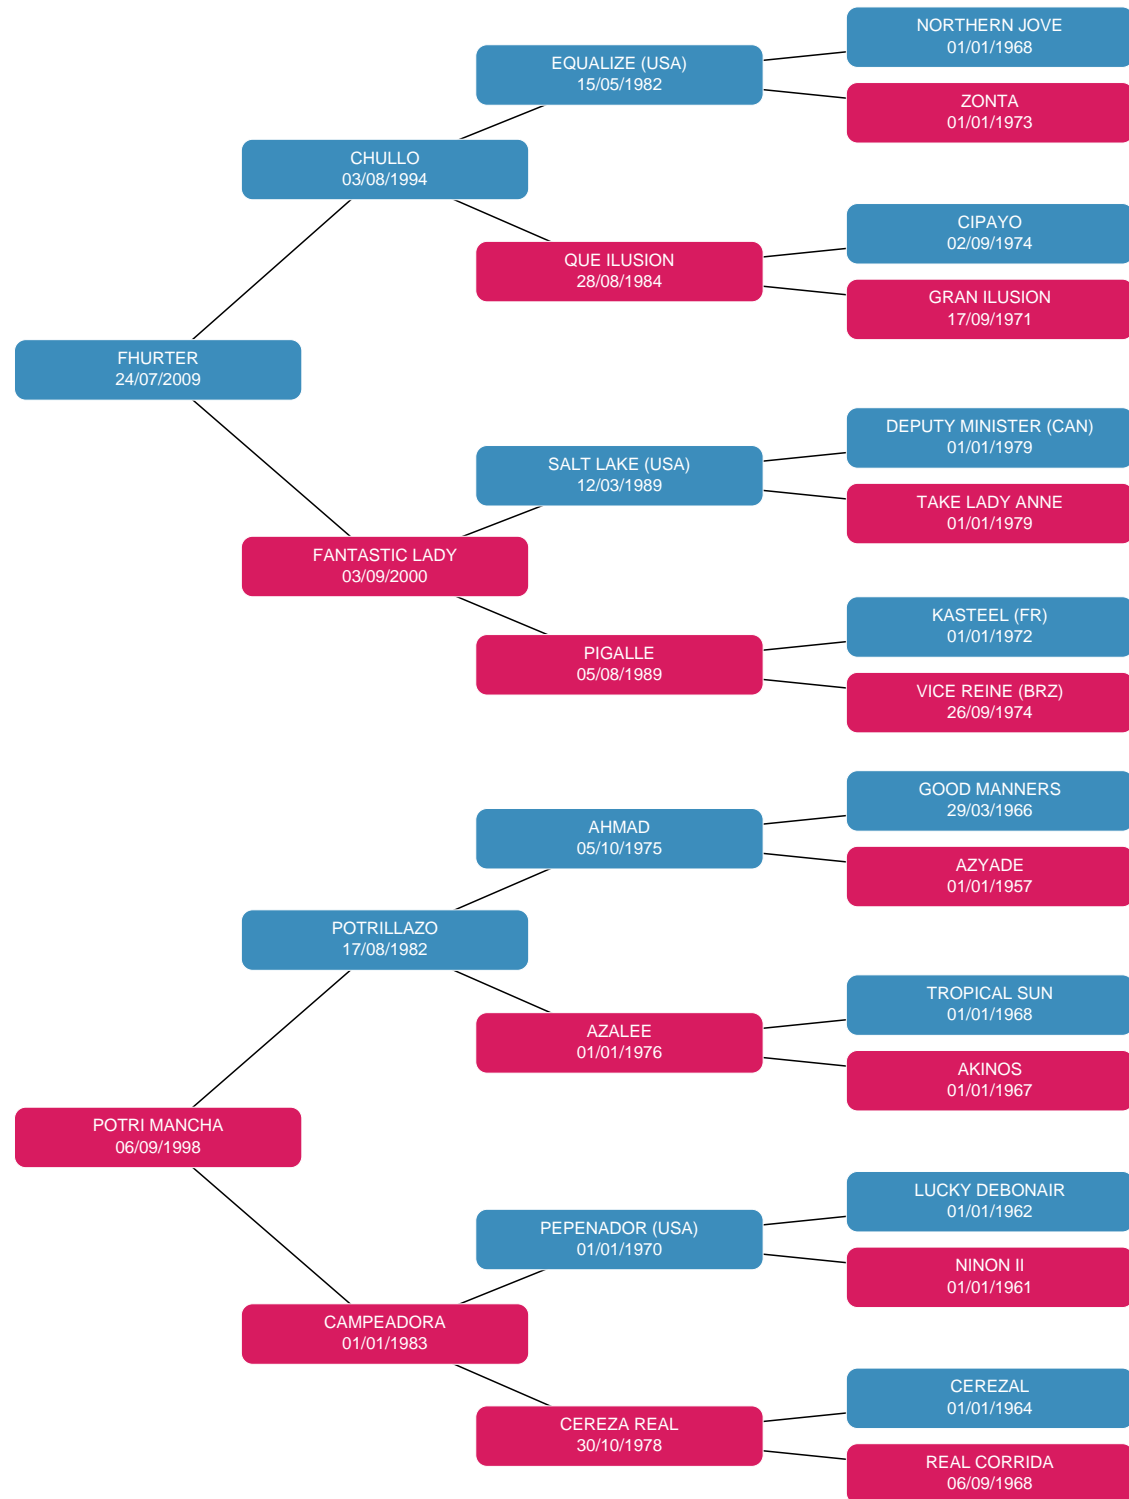 NORTHERN JOVE
01/01/1968
EQUALIZE (USA)
15/05/1982
ZONTA
01/01/1973
CHULLO
03/08/1994
CIPAYO
02/09/1974
QUE ILUSION
28/08/1984
GRAN ILUSION
17/09/1971
FHURTER
24/07/2009
DEPUTY MINISTER (CAN)
01/01/1979
SALT LAKE (USA)
12/03/1989
TAKE LADY ANNE
01/01/1979
FANTASTIC LADY
03/09/2000
KASTEEL (FR)
01/01/1972
PIGALLE
05/08/1989
VICE REINE (BRZ)
26/09/1974
GOOD MANNERS
29/03/1966
AHMAD
05/10/1975
AZYADE
01/01/1957
POTRILLAZO
17/08/1982
TROPICAL SUN
01/01/1968
AZALEE
01/01/1976
AKINOS
01/01/1967
POTRI MANCHA
06/09/1998
LUCKY DEBONAIR
01/01/1962
PEPENADOR (USA)
01/01/1970
NINON II
01/01/1961
CAMPEADORA
01/01/1983
CEREZAL
01/01/1964
CEREZA REAL
30/10/1978
REAL CORRIDA
06/09/1968